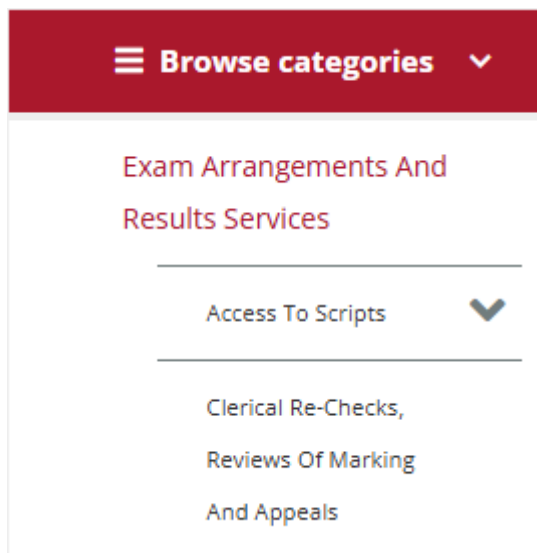 Browse categories
Exam Arrangements And
Results Services
Access To Scripts
Clerical Re-Checks,
Reviews Of Marking
And Appeals